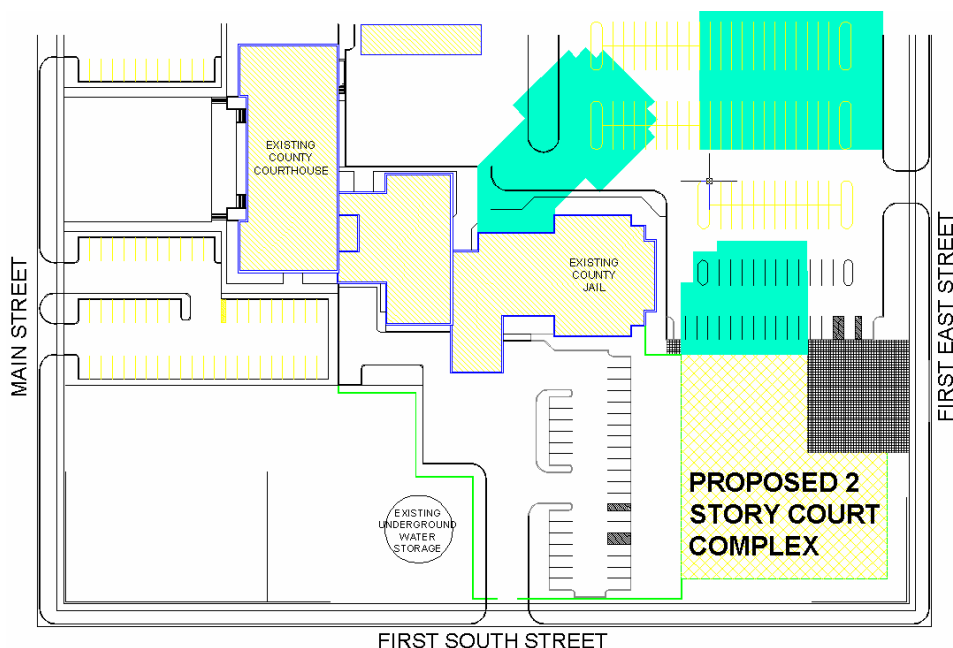 EXISTING
COUNTY
COURTHOUSE
EXISTING
COUNTY
JAIL
MAIN STREET
FIRST EAST STREET
PROPOSED 2
STORY COURT
COMPLEX
EXISTING
UNDERGROUND
WATER
STORAGE
FIRST SOUTH STREET